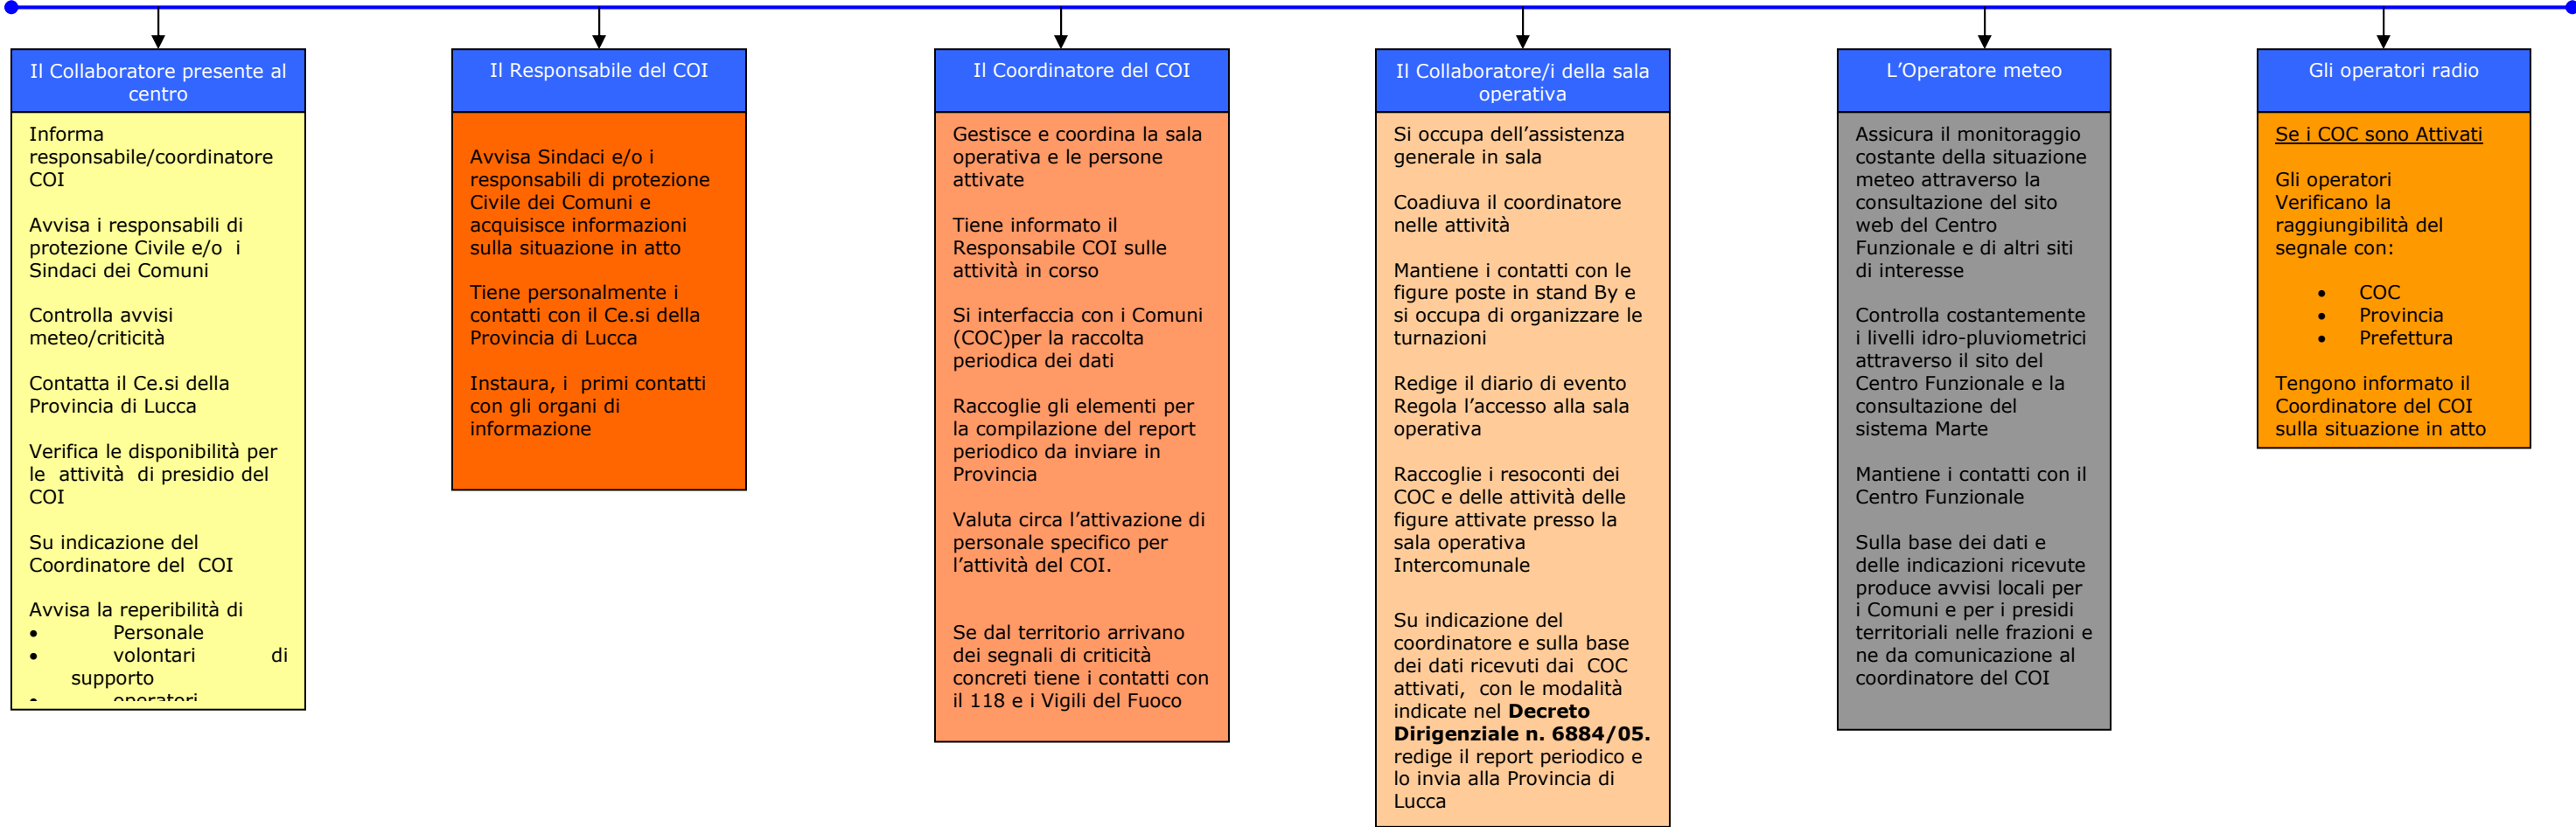 Il Collaboratore presente al
centro
Informa
responsabile/coordinatore
COI
Avvisa i responsabili di
protezione Civile e/o i
Sindaci dei Comuni
Controlla avvisi
meteo/criticità
Contatta il Ce.si della
Provincia di Lucca
Verifica le disponibilità per
le attività di presidio del
COI
Su indicazione del
Coordinatore del COI
Avvisa la reperibilità di
• Personale
• volontari di
supporto
• operatori
Il Responsabile del COI
Avvisa Sindaci e/o i
responsabili di protezione
Civile dei Comuni e
acquisisce informazioni
sulla situazione in atto
Tiene personalmente i
contatti con il Ce.si della
Provincia di Lucca
Instaura, i primi contatti
con gli organi di
informazione
Il Coordinatore del COI
Gestisce e coordina la sala
operativa e le persone
attivate
Tiene informato il
Responsabile COI sulle
attività in corso
Si interfaccia con i Comuni
(COC)per la raccolta
periodica dei dati
Raccoglie gli elementi per
la compilazione del report
periodico da inviare in
Provincia
Valuta circa l’attivazione di
personale specifico per
l’attività del COI.
Se dal territorio arrivano
dei segnali di criticità
concreti tiene i contatti con
il 118 e i Vigili del Fuoco
Il Collaboratore/i della sala
operativa
Si occupa dell’assistenza
generale in sala
Coadiuva il coordinatore
nelle attività
Mantiene i contatti con le
figure poste in stand By e
si occupa di organizzare le
turnazioni
Redige il diario di evento
Regola l’accesso alla sala
operativa
Raccoglie i resoconti dei
COC e delle attività delle
figure attivate presso la
sala operativa
Intercomunale
Su indicazione del
coordinatore e sulla base
dei dati ricevuti dai COC
attivati, con le modalità
indicate nel Decreto
Dirigenziale n. 6884/05.
redige il report periodico e
lo invia alla Provincia di
Lucca
L’Operatore meteo
Assicura il monitoraggio
costante della situazione
meteo attraverso la
consultazione del sito
web del Centro
Funzionale e di altri siti
di interesse
Controlla costantemente
i livelli idro-pluviometrici
attraverso il sito del
Centro Funzionale e la
consultazione del
sistema Marte
Mantiene i contatti con il
Centro Funzionale
Sulla base dei dati e
delle indicazioni ricevute
produce avvisi locali per
i Comuni e per i presidi
territoriali nelle frazioni e
ne da comunicazione al
coordinatore del COI
Gli operatori radio
Se i COC sono Attivati
Gli operatori
Verificano la
raggiungibilità del
segnale con:
• COC
• Provincia
• Prefettura
Tengono informato il
Coordinatore del COI
sulla situazione in atto